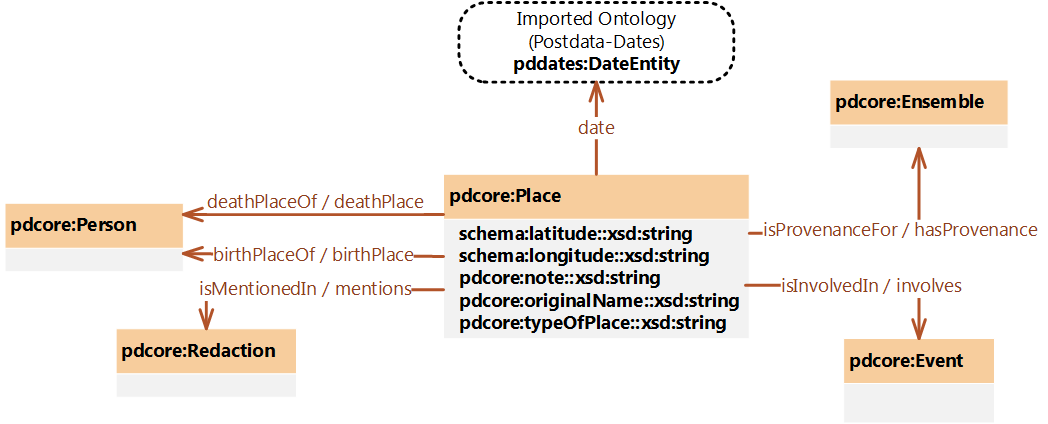 Imported Ontology
(Postdata-Dates)
pddates:DateEntity
date
pdcore:Ensemble
pdcore:Place
schema:latitude::xsd:string
schema:longitude::xsd:string
pdcore:note::xsd:string
pdcore:originalName::xsd:string
pdcore:typeOfPlace::xsd:string
deathPlaceOf / deathPlace
pdcore:Person
birthPlaceOf / birthPlace
isMentionedIn / mentions
pdcore:Redaction
isProvenanceFor / hasProvenance
isInvolvedIn / involves
pdcore:Event